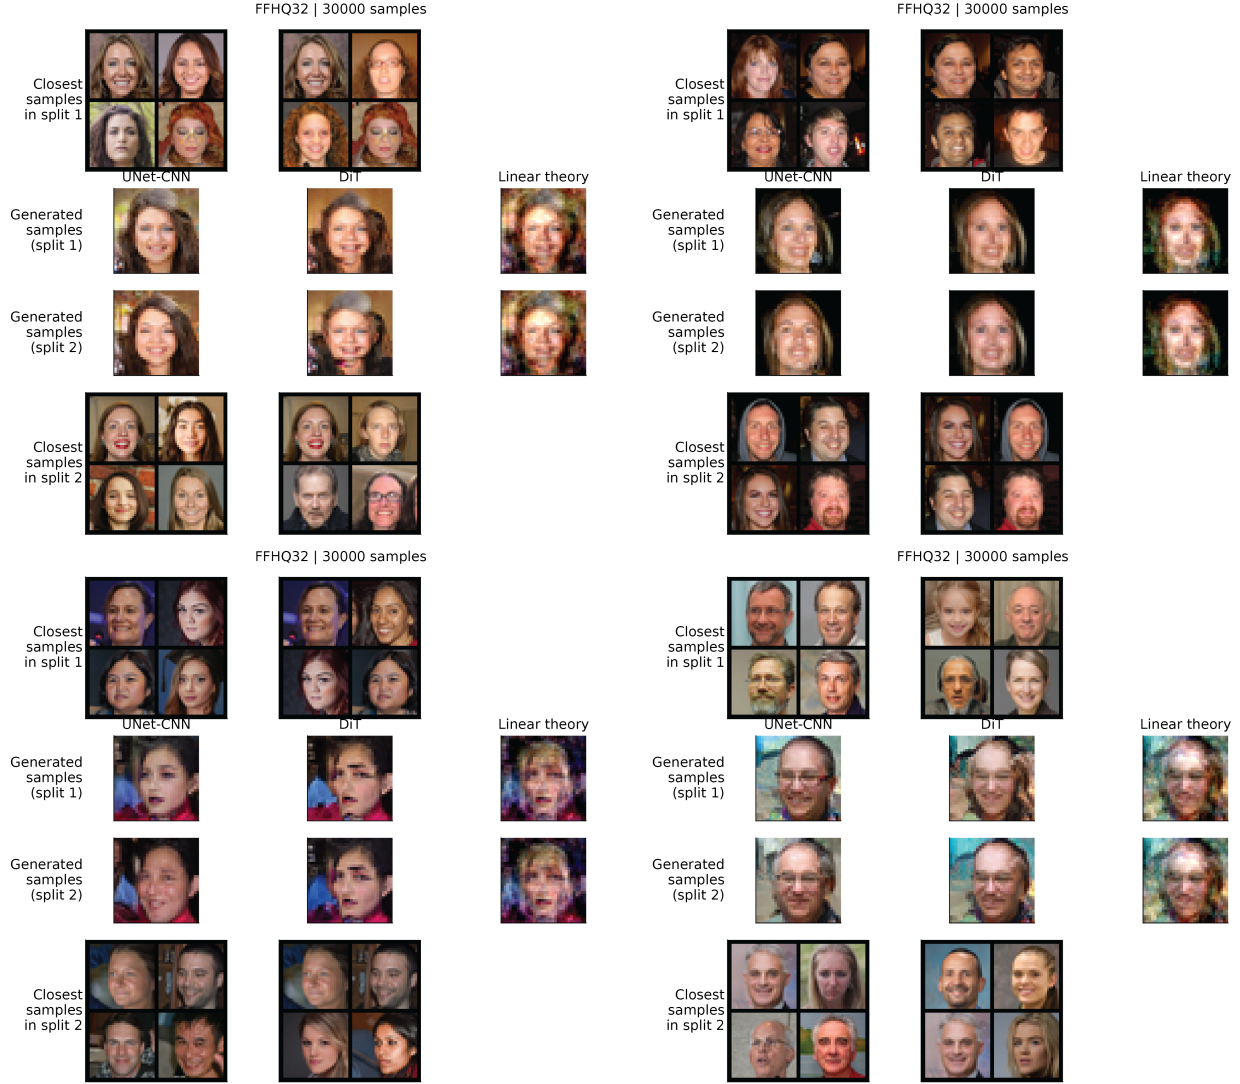 FFHQ32 | 30000 samples
Closest
samples
in split 1
UNet-CNN
DiT
Linear theory
Generated
samples
(split 1)
Generated
samples
(split 2)
Closest
samples
in split 2
FFHQ32 | 30000 samples
Closest
samples
in split 1
UNet-CNN
DiT
Linear theory
Generated
samples
(split 1)
Generated
samples
(split 2)
Closest
samples
in split 2
FFHQ32 | 30000 samples
Closest
samples
in split 1
UNet-CNN
DiT
Linear theory
Generated
samples
(split 1)
Generated
samples
(split 2)
Closest
samples
in split 2
FFHQ32 | 30000 samples
Closest
samples
in split 1
UNet-CNN
DiT
Linear theory
Generated
samples
(split 1)
Generated
samples
(split 2)
Closest
samples
in split 2